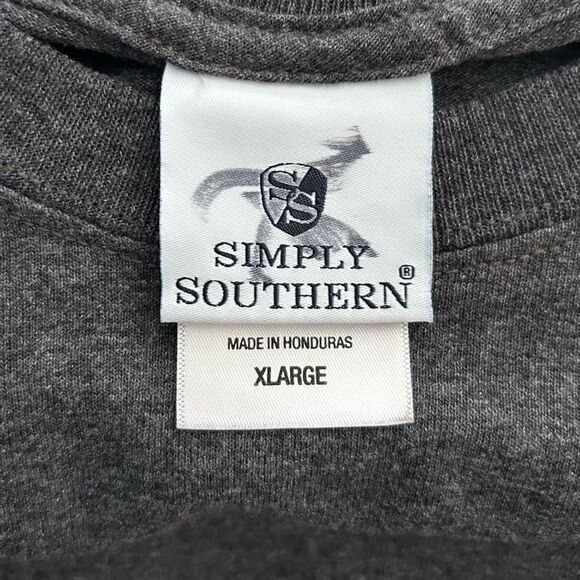 SS
SIMPLY
SOUTHERN®
MADE IN HONDURAS
XLARGE